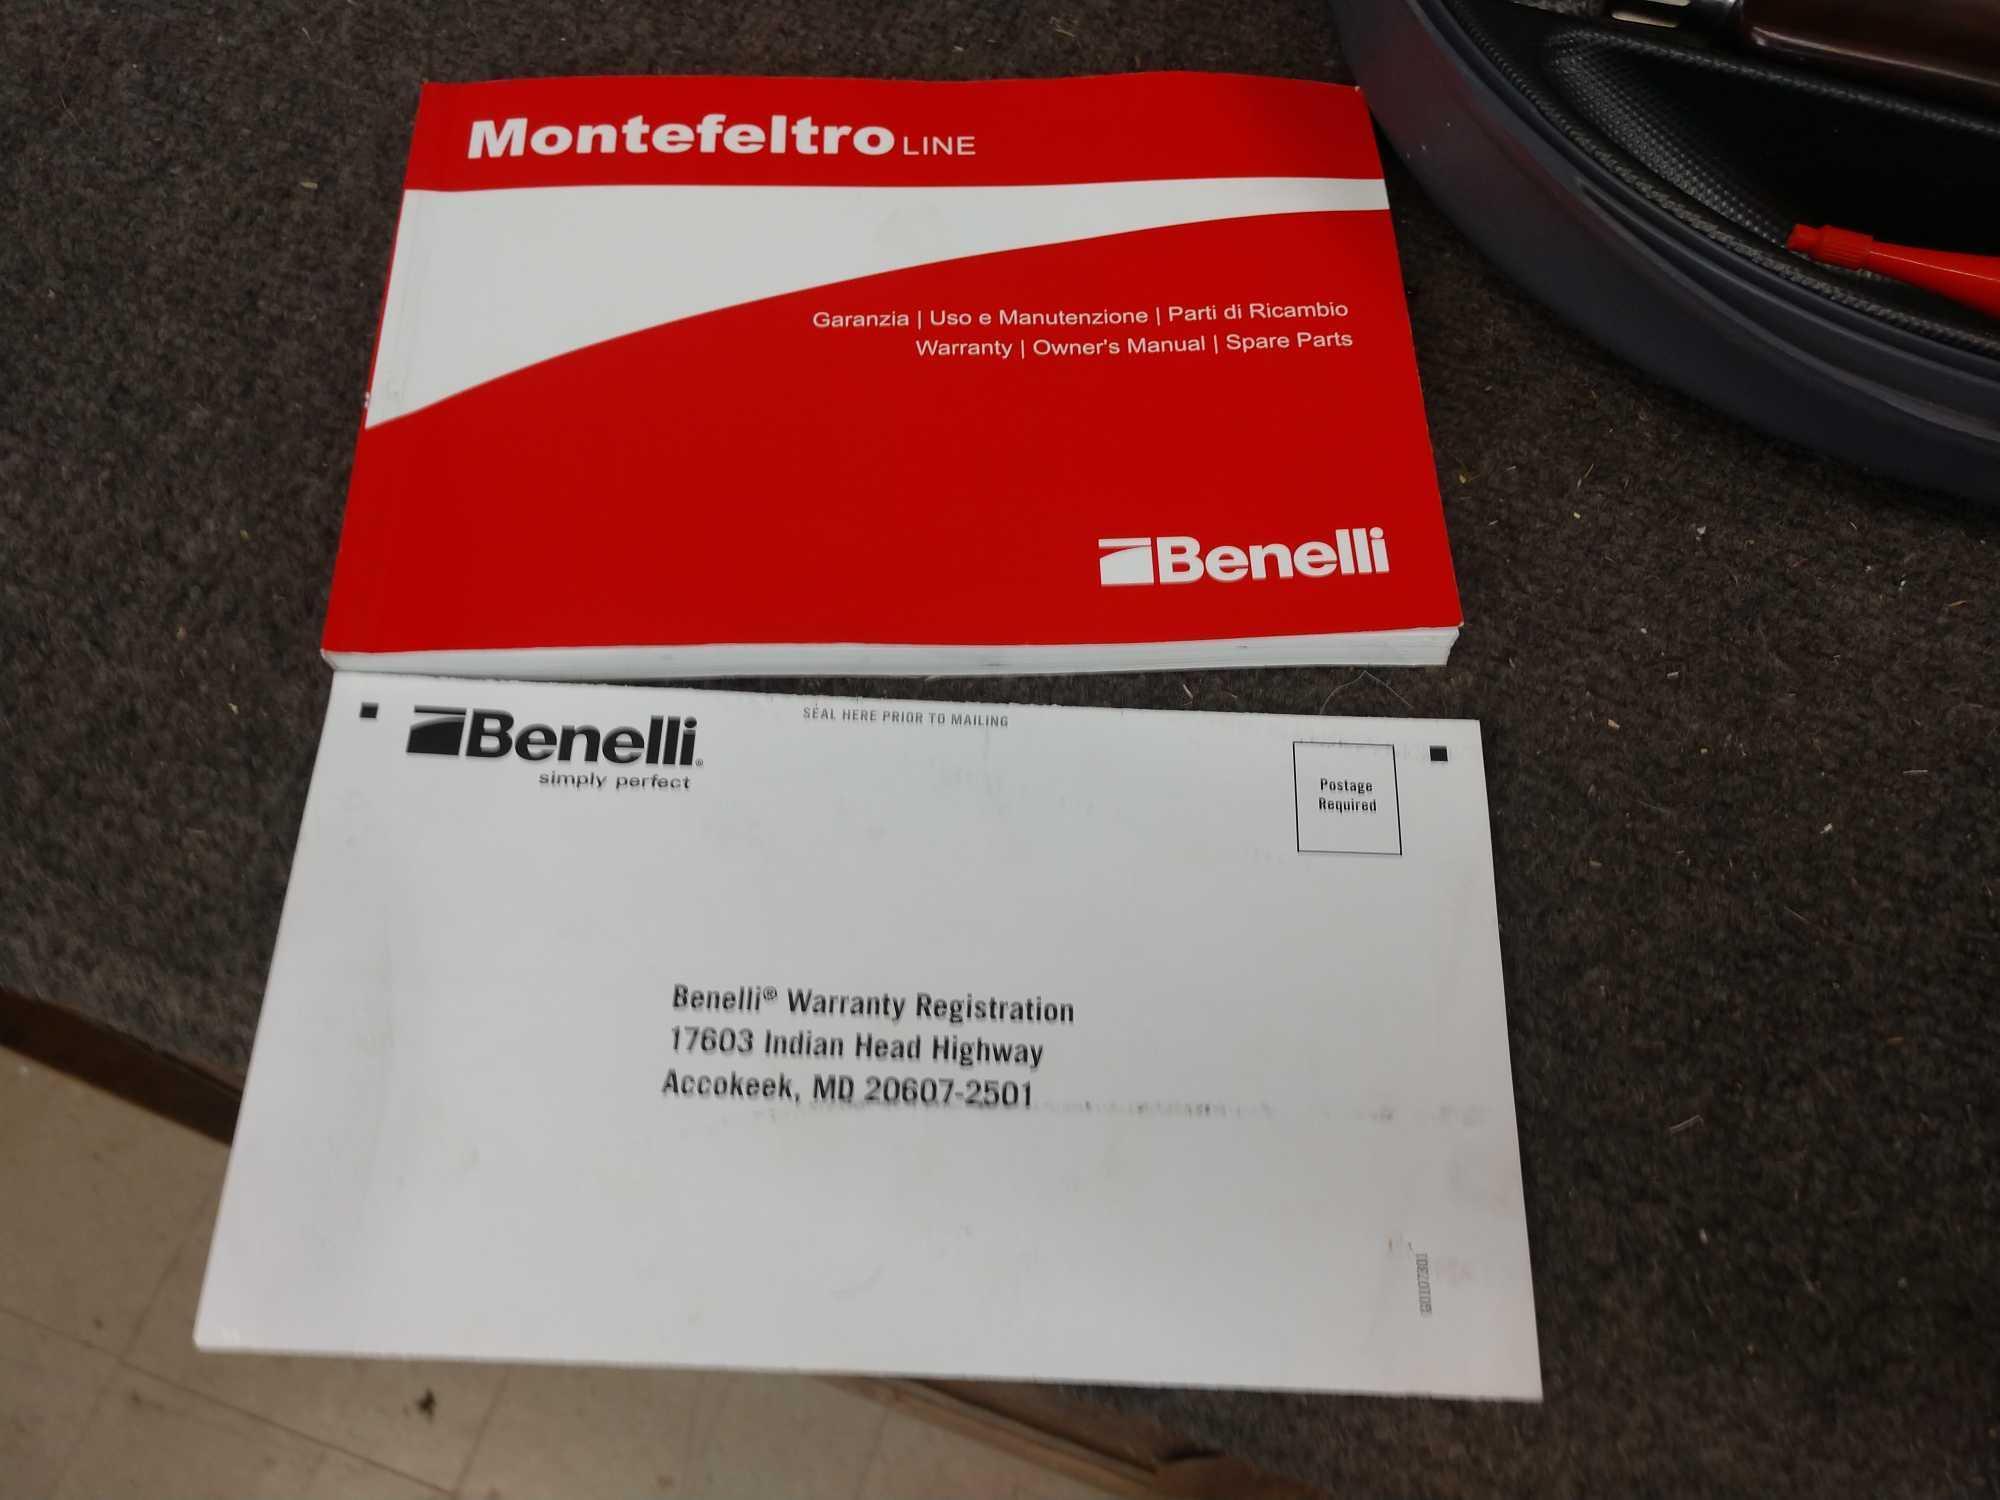 Montefeltro LINE
Garanzia | Uso e Manutenzione | Parti di Ricambio
Warranty | Owner's Manual | Spare Parts
Benelli
Benelli®
simply perfect
SEAL HERE PRIOR TO MAILING
Postage
Required
Benelli® Warranty Registration
17603 Indian Head Highway
Accokeek, MD 20607-2501